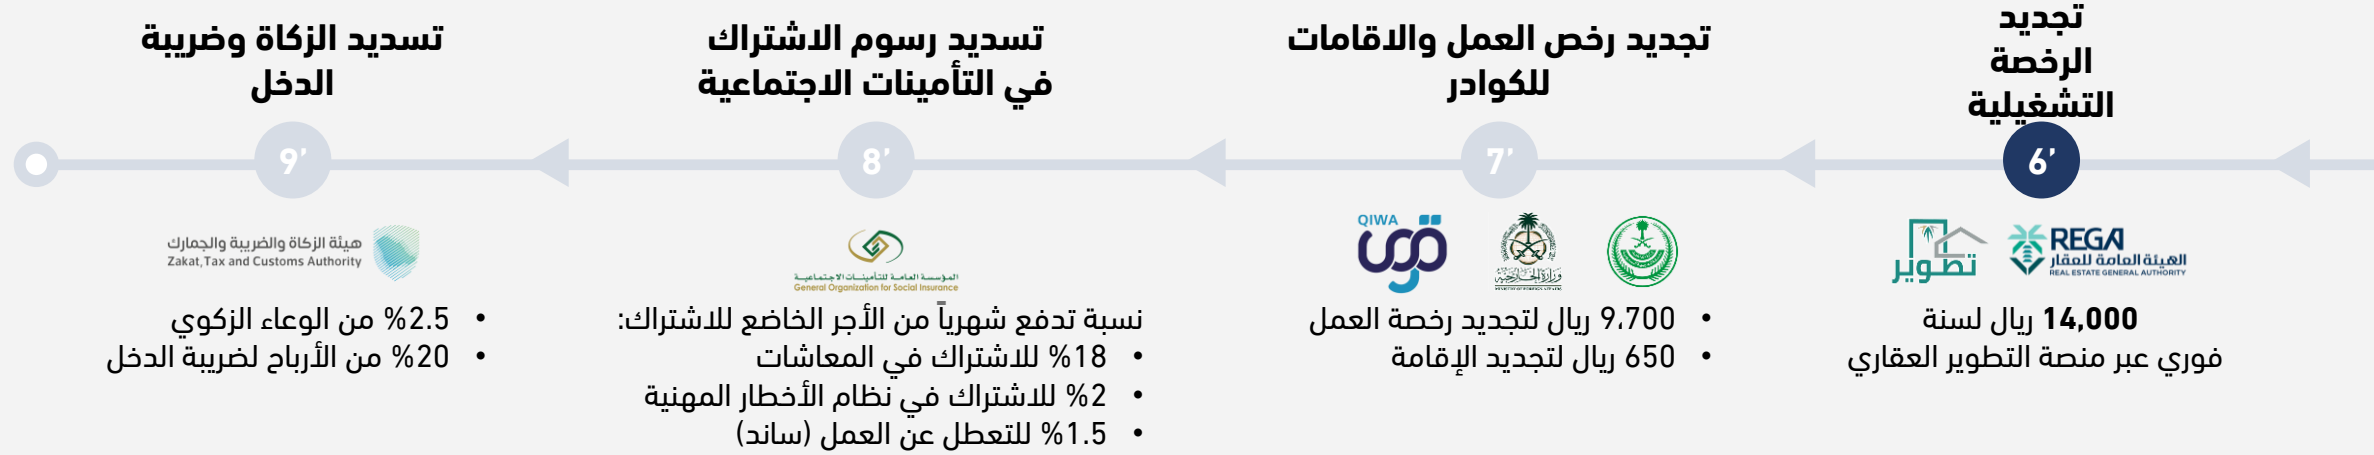 تجديد
الرخصة
التشغيلية
6’
REGA
الهيئة العامة للعقار
REAL ESTATE GENERAL AUTHORITY
تطوير
14,000 ريال لسنة
فوري عبر منصة التطوير العقاري
تجديد رخص العمل والاقامات
للكوادر
7’
QIWA
قوى
وزارة الخارجية
MINISTRY OF FOREIGN AFFAIRS
• 9،700 ريال لتجديد رخصة العمل
• 650 ريال لتجديد الإقامة
تسديد رسوم الاشتراك
في التأمينات الاجتماعية
8’
المؤسسة العامة للتأمينات الاجتماعية
General Organization for Social Insurance
نسبة تدفع شهرياً من الأجر الخاضع للاشتراك:
• 18% للاشتراك في المعاشات
• 2% للاشتراك في نظام الأخطار المهنية
• 1.5% للتعطل عن العمل (ساند)
تسديد الزكاة وضريبة
الدخل
9’
هيئة الزكاة والضريبة والجمارك
Zakat, Tax and Customs Authority
• 2.5% من الوعاء الزكوي
• 20% من الأرباح لضريبة الدخل